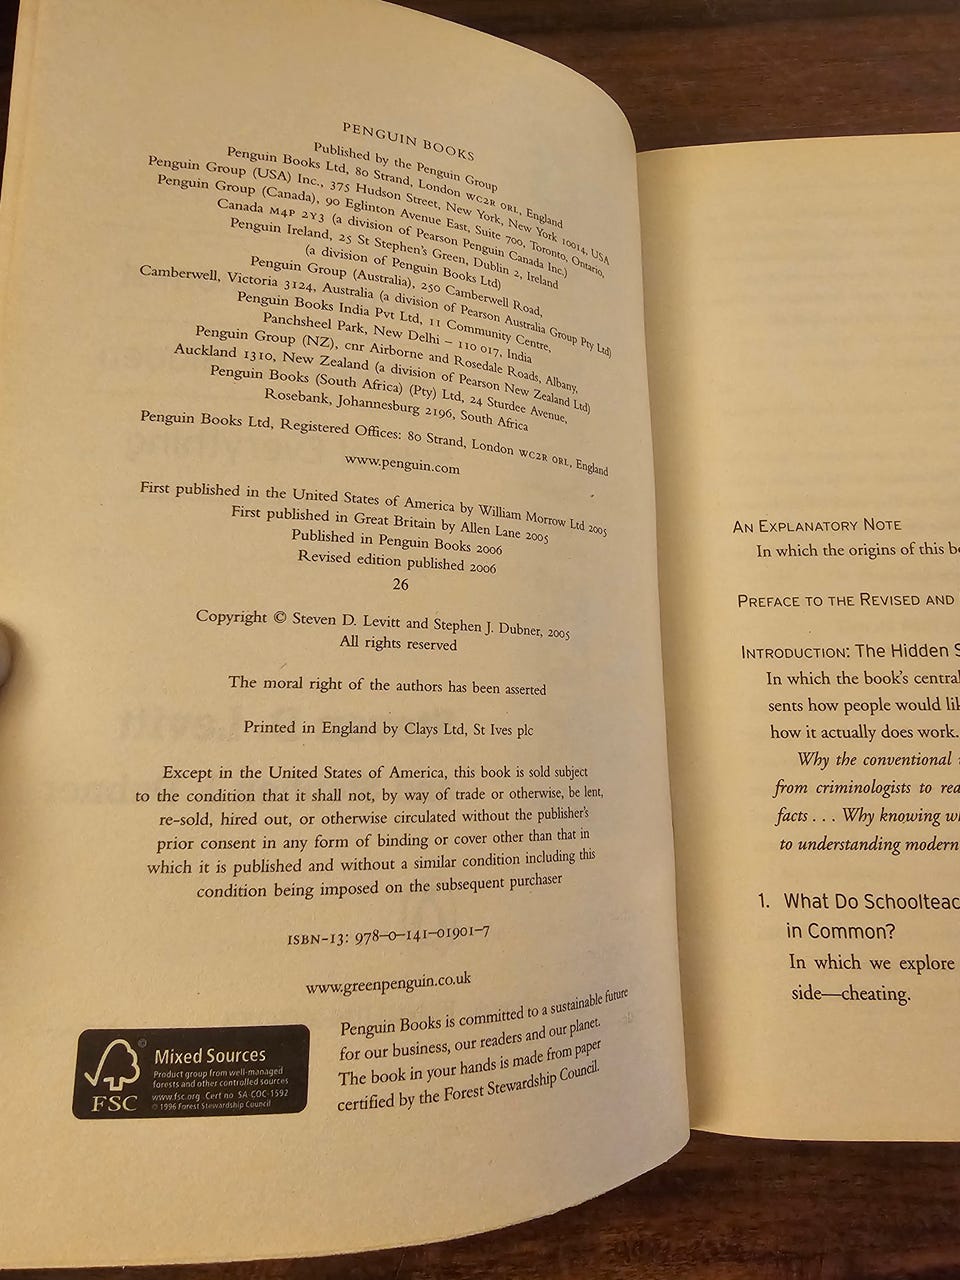 PENGUIN BOOKS
Published by the Penguin Group
Penguin Books Ltd, 80 Strand, London WC2R 0RL, England
Penguin Group (USA) Inc., 375 Hudson Street, New York, New York 10014, USA
Penguin Group (Canada), 90 Eglinton Avenue East, Suite 700, Toronto, Ontario,
Canada M4P 2Y3 (a division of Pearson Penguin Canada Inc.)
Penguin Ireland, 25 St Stephen's Green, Dublin 2, Ireland
(a division of Penguin Books Ltd)
Penguin Group (Australia), 250 Camberwell Road,
Camberwell, Victoria 3124, Australia (a division of Pearson Australia Group Pty Ltd)
Penguin Books India Pvt Ltd, 11 Community Centre,
Panchsheel Park, New Delhi – 110 017, India
Penguin Group (NZ), cnr Airborne and Rosedale Roads, Albany,
Auckland 1310, New Zealand (a division of Pearson New Zealand Ltd)
Penguin Books (South Africa) (Pty) Ltd, 24 Sturdee Avenue,
Rosebank, Johannesburg 2196, South Africa
Penguin Books Ltd, Registered Offices: 80 Strand, London WC2R 0RL, England
www.penguin.com
First published in the United States of America by William Morrow Ltd 2005
First published in Great Britain by Allen Lane 2005
Published in Penguin Books 2006
Revised edition published 2006
26
Copyright © Steven D. Levitt and Stephen J. Dubner, 2005
All rights reserved
The moral right of the authors has been asserted
Printed in England by Clays Ltd, St Ives plc
Except in the United States of America, this book is sold subject
to the condition that it shall not, by way of trade or otherwise, be lent,
re-sold, hired out, or otherwise circulated without the publisher's
prior consent in any form of binding or cover other than that in
which it is published and without a similar condition including this
condition being imposed on the subsequent purchaser
ISBN-13: 978-0-141-01901-7
www.greenpenguin.co.uk
Penguin Books is committed to a sustainable future
for our business, our readers and our planet.
The book in your hands is made from paper
certified by the Forest Stewardship Council.
FSC
Mixed Sources
Product group from well-managed
forests and other controlled sources
www.fsc.org Cert no SA-COC-1592
© 1996 Forest Stewardship Council
AN EXPLANATORY NOTE
In which the origins of this
PREFACE TO THE REVISED AND
INTRODUCTION: The Hidden
In which the book's central
sents how people would
how it actually does work.
Why the conventional
from criminologists to
facts . . . Why knowing
to understanding modern
1. What Do
in Common?
In which we explore
side—cheating.